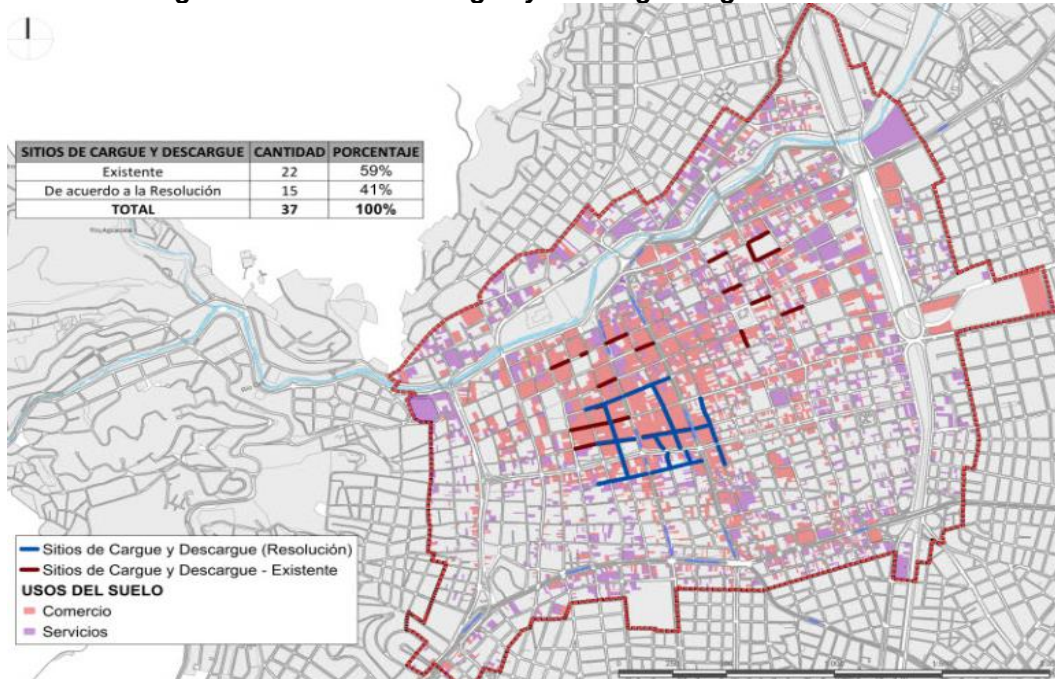 SITIOS DE CARGUE Y DESCARGUE CANTIDAD PORCENTAJE
Existente 22 59%
De acuerdo a la Resolución 15 41%
TOTAL 37 100%
Sitios de Cargue y Descargue (Resolución)
Sitios de Cargue y Descargue - Existente
USOS DEL SUELO
Comercio
Servicios